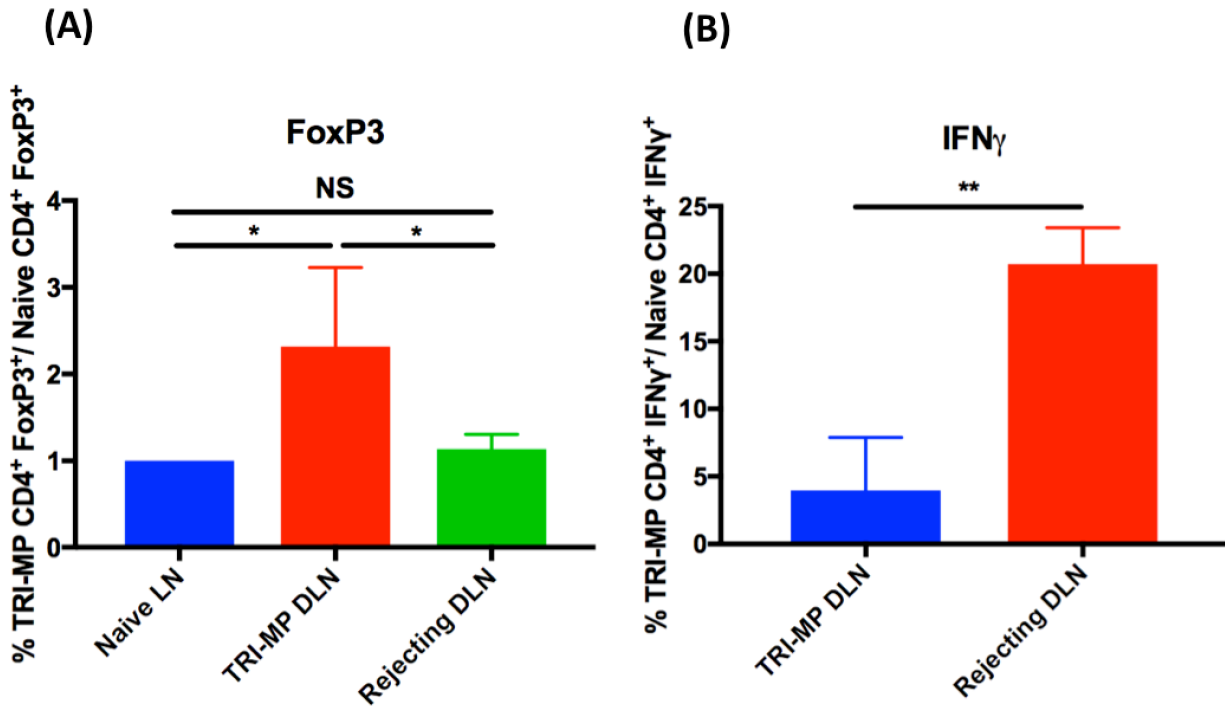 (A)
FoxP3
% TRI-MP CD4⁺ FoxP3⁺/ Naive CD4⁺ FoxP3⁺
NS
*
*
4
3
2
1
0
Naive LN
TRI-MP DLN
Rejecting DLN
(B)
IFNγ
% TRI-MP CD4⁺ IFNγ⁺/ Naive CD4⁺ IFNγ⁺
**
25
20
15
10
5
0
TRI-MP DLN
Rejecting DLN